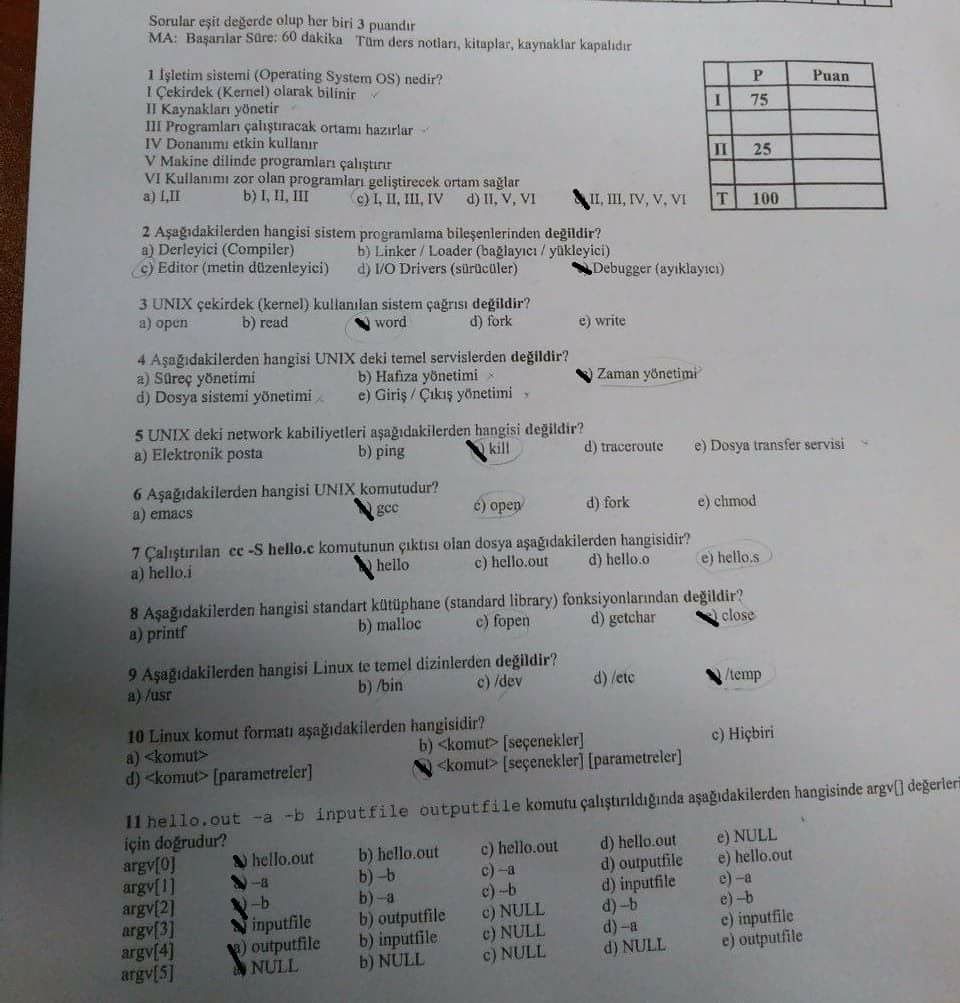 Sorular eşit değerde olup her biri 3 puandır
MA: Başarılar Süre: 60 dakika Tüm ders notları, kitaplar, kaynaklar kapalıdır
P Puan
I 75
II 25
T 100
1 İşletim sistemi (Operating System OS) nedir?
I Çekirdek (Kernel) olarak bilinir
II Kaynakları yönetir
III Programları çalıştıracak ortamı hazırlar
IV Donanımı etkin kullanır
V Makine dilinde programları çalıştırır
VI Kullanımı zor olan programları geliştirecek ortam sağlar
a) I,II b) I, II, III c) I, II, III, IV d) II, V, VI II, III, IV, V, VI
2 Aşağıdakilerden hangisi sistem programlama bileşenlerinden değildir?
a) Derleyici (Compiler) b) Linker / Loader (bağlayıcı / yükleyici)
c) Editor (metin düzenleyici) d) I/O Drivers (sürücüler) Debugger (ayıklayıcı)
3 UNIX çekirdek (kernel) kullanılan sistem çağrısı değildir?
a) open b) read word d) fork e) write
4 Aşağıdakilerden hangisi UNIX deki temel servislerden değildir?
a) Süreç yönetimi b) Hafıza yönetimi Zaman yönetimi
d) Dosya sistemi yönetimi e) Giriş / Çıkış yönetimi
5 UNIX deki network kabiliyetleri aşağıdakilerden hangisi değildir?
a) Elektronik posta b) ping kill d) traceroute e) Dosya transfer servisi
6 Aşağıdakilerden hangisi UNIX komutudur?
a) emacs gcc c) open d) fork e) chmod
7 Çalıştırılan cc -S hello.c komutunun çıktısı olan dosya aşağıdakilerden hangisidir?
a) hello.i hello c) hello.out d) hello.o e) hello.s
8 Aşağıdakilerden hangisi standart kütüphane (standard library) fonksiyonlarından değildir?
a) printf b) malloc c) fopen d) getchar close
9 Aşağıdakilerden hangisi Linux te temel dizinlerden değildir?
a) /usr b) /bin c) /dev d) /etc /temp
10 Linux komut formatı aşağıdakilerden hangisidir?
a) <komut> b) <komut> [seçenekler] c) Hiçbiri
d) <komut> [parametreler] <komut> [seçenekler] [parametreler]
11 hello.out -a -b inputfile outputfile komutu çalıştırıldığında aşağıdakilerden hangisinde argv[] değerleri
için doğrudur?
argv[0] hello.out b) hello.out c) hello.out d) hello.out e) NULL
argv[1] -a b) -b c) -a d) outputfile e) hello.out
argv[2] -b b) -a c) -b d) inputfile e) -a
argv[3] inputfile b) outputfile c) NULL d) -b e) -b
argv[4] a) outputfile b) inputfile c) NULL d) -a e) inputfile
argv[5] NULL b) NULL c) NULL d) NULL e) outputfile